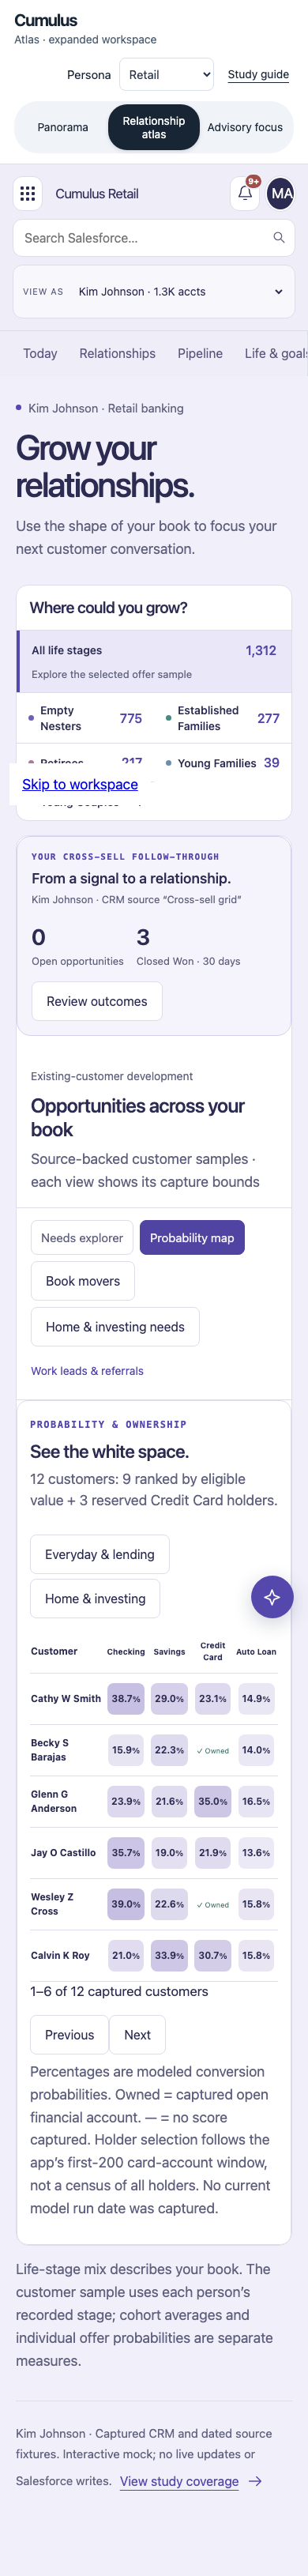 Cumulus
Atlas · expanded workspace
Persona
Retail
Study guide
Panorama
Relationship
atlas
Advisory focus
Cumulus Retail
9+
MA
Search Salesforce...
VIEW AS
Kim Johnson · 1.3K accts
Today
Relationships
Pipeline
Life & goals
Kim Johnson · Retail banking
Grow your
relationships.
Use the shape of your book to focus your
next customer conversation.
Where could you grow?
All life stages
1,312
Explore the selected offer sample
Empty
Nesters
775
Established
Families
277
Retirees
217
Young Families 39
Skip to workspace
Young Couples
YOUR CROSS-SELL FOLLOW-THROUGH
From a signal to a relationship.
Kim Johnson · CRM source “Cross-sell grid”
0
Open opportunities
3
Closed Won · 30 days
Review outcomes
Existing-customer development
Opportunities across your
book
Source-backed customer samples ·
each view shows its capture bounds
Needs explorer
Probability map
Book movers
Home & investing needs
Work leads & referrals
PROBABILITY & OWNERSHIP
See the white space.
12 customers: 9 ranked by eligible
value + 3 reserved Credit Card holders.
Everyday & lending
Home & investing
Customer Checking Savings Credit Card Auto Loan
Cathy W Smith 38.7% 29.0% 23.1% 14.9%
Becky S Barajas 15.9% 22.3% ✓ Owned 14.0%
Glenn G Anderson 23.9% 21.6% 35.0% 16.5%
Jay O Castillo 35.7% 19.0% 21.9% 13.6%
Wesley Z Cross 39.0% 22.6% ✓ Owned 15.8%
Calvin K Roy 21.0% 33.9% 30.7% 15.8%
1–6 of 12 captured customers
Previous
Next
Percentages are modeled conversion
probabilities. Owned = captured open
financial account. — = no score
captured. Holder selection follows the
app’s first-200 card-account window,
not a census of all holders. No current
model run date was captured.
Life-stage mix describes your book. The
customer sample uses each person’s
recorded stage; cohort averages and
individual offer probabilities are separate
measures.
Kim Johnson · Captured CRM and dated source
fixtures. Interactive mock; no live updates or
Salesforce writes. View study coverage →